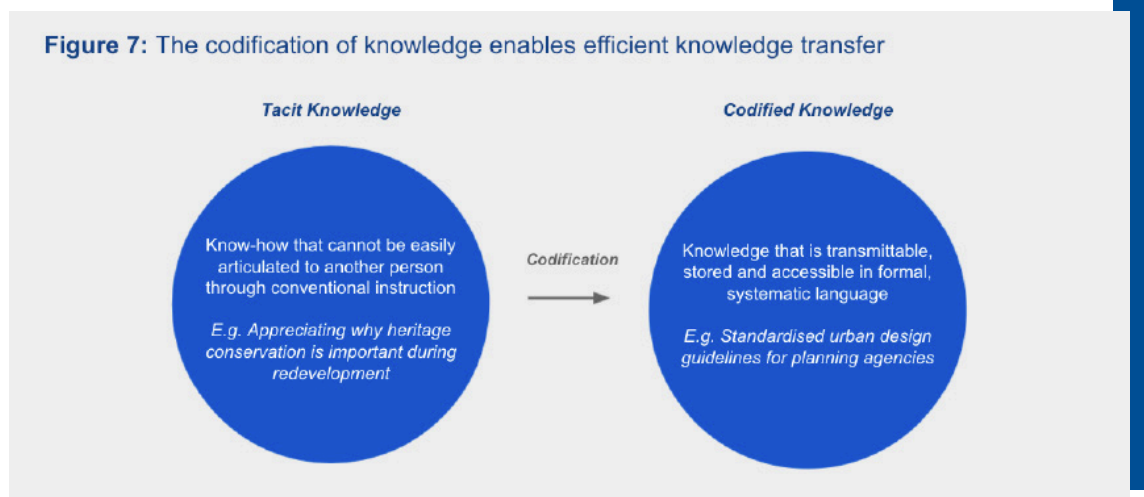 Figure 7: The codification of knowledge enables efficient knowledge transfer
Tacit Knowledge
Know-how that cannot be easily
articulated to another person
through conventional instruction
E.g. Appreciating why heritage
conservation is important during
redevelopment
Codification
Codified Knowledge
Knowledge that is transmittable,
stored and accessible in formal,
systematic language
E.g. Standardised urban design
guidelines for planning agencies